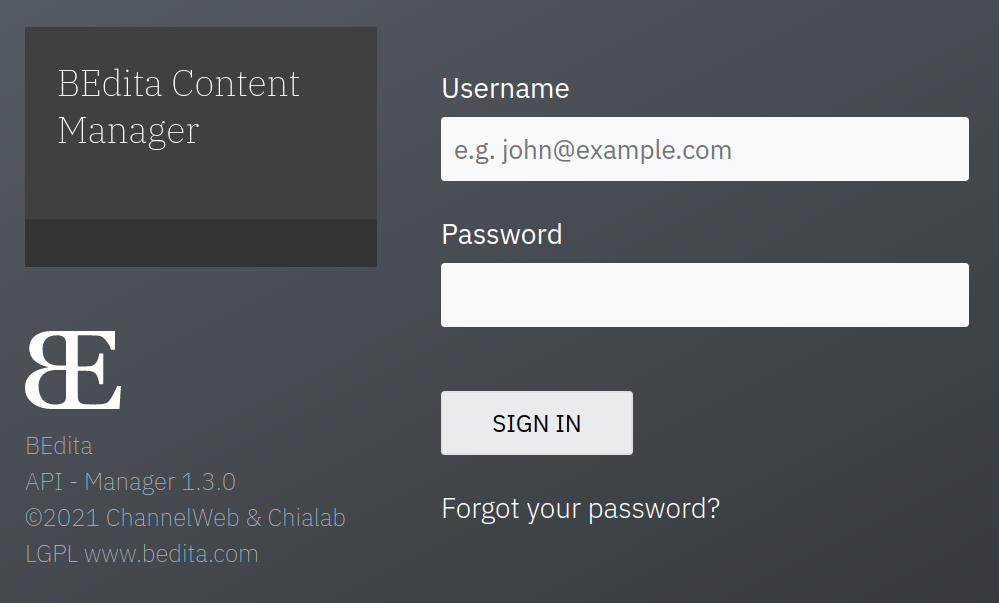 BEdita Content
Manager
BE
BEdita
API - Manager 1.3.0
©2021 ChannelWeb & Chialab
LGPL www.bedita.com
Username
e.g. john@example.com
Password
SIGN IN
Forgot your password?